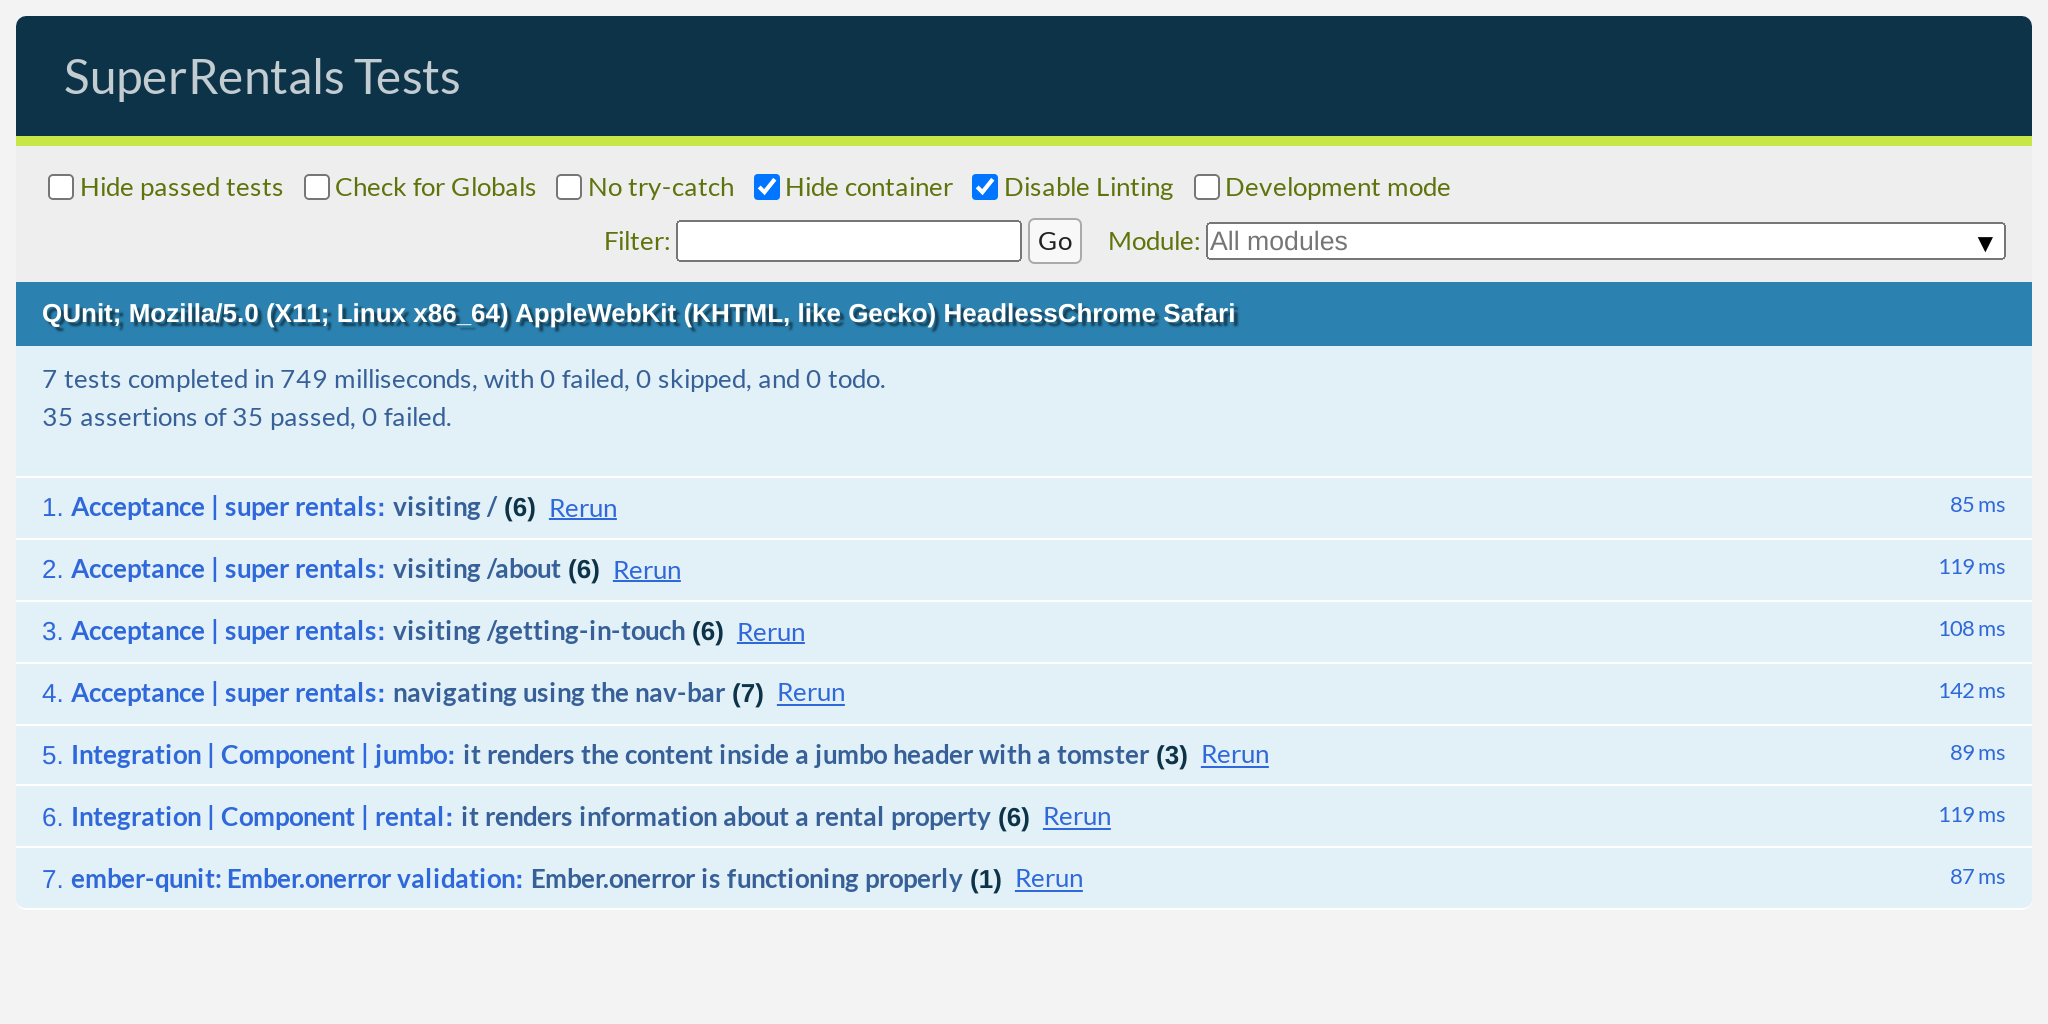 SuperRentals Tests
Hide passed tests Check for Globals No try-catch Hide container Disable Linting Development mode
Filter: Go Module: All modules ▼
QUnit; Mozilla/5.0 (X11; Linux x86_64) AppleWebKit (KHTML, like Gecko) HeadlessChrome Safari
7 tests completed in 749 milliseconds, with 0 failed, 0 skipped, and 0 todo.
35 assertions of 35 passed, 0 failed.
1. Acceptance | super rentals: visiting / (6) Rerun 85 ms
2. Acceptance | super rentals: visiting /about (6) Rerun 119 ms
3. Acceptance | super rentals: visiting /getting-in-touch (6) Rerun 108 ms
4. Acceptance | super rentals: navigating using the nav-bar (7) Rerun 142 ms
5. Integration | Component | jumbo: it renders the content inside a jumbo header with a tomster (3) Rerun 89 ms
6. Integration | Component | rental: it renders information about a rental property (6) Rerun 119 ms
7. ember-qunit: Ember.onerror validation: Ember.onerror is functioning properly (1) Rerun 87 ms